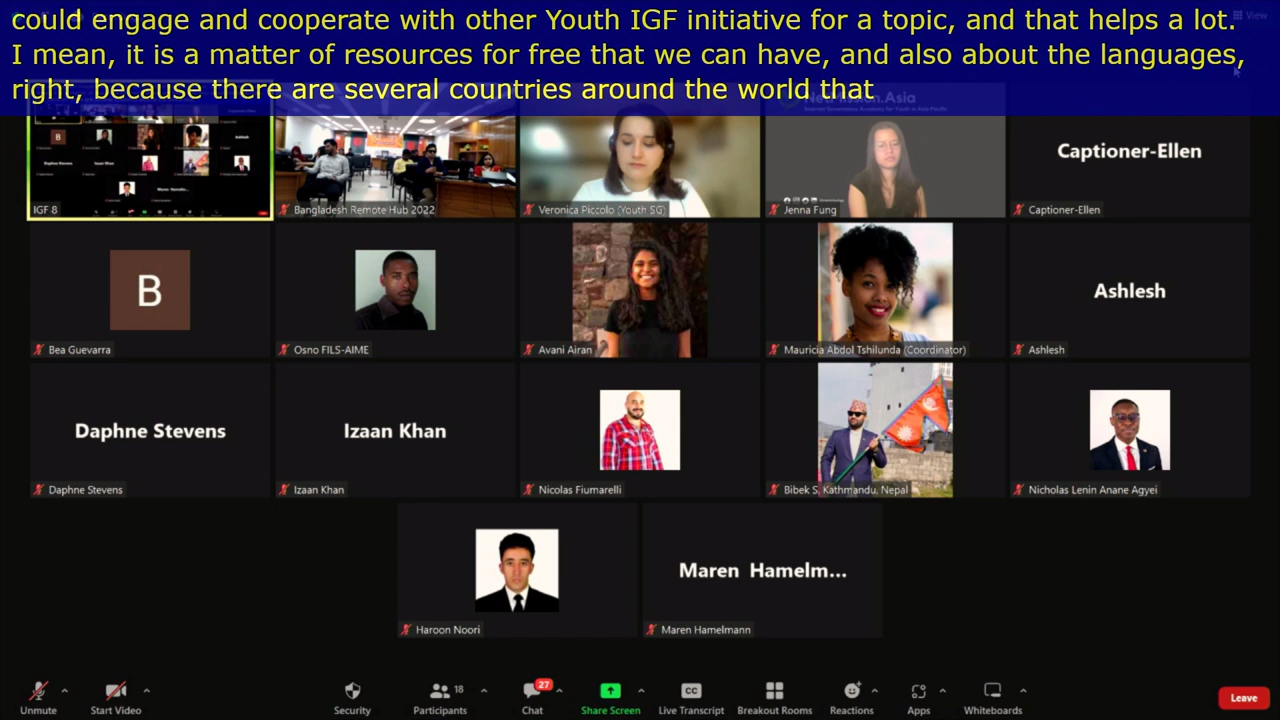 could engage and cooperate with other Youth IGF initiative for a topic, and that helps a lot.
I mean, it is a matter of resources for free that we can have, and also about the languages,
right, because there are several countries around the world that
View
IGF 8
Bangladesh Remote Hub 2022
Veronica Piccolo (Youth SG)
Jenna Fung
Captioner-Ellen
Captioner-Ellen
B
Bea Guevarra
Osno FILS-AIME
Avani Airan
Mauricia Abdol Tshilunda (Coordinator)
Ashlesh
Ashlesh
Daphne Stevens
Daphne Stevens
Izaan Khan
Izaan Khan
Nicolas Fiumarelli
Bibek S, Kathmandu, Nepal
Nicholas Lenin Anane Agyei
Haroon Noori
Maren Hamelm...
Maren Hamelmann
Unmute
Start Video
Security
Participants
18
Chat
27
Share Screen
CC
Live Transcript
Breakout Rooms
Reactions
Apps
Whiteboards
Leave